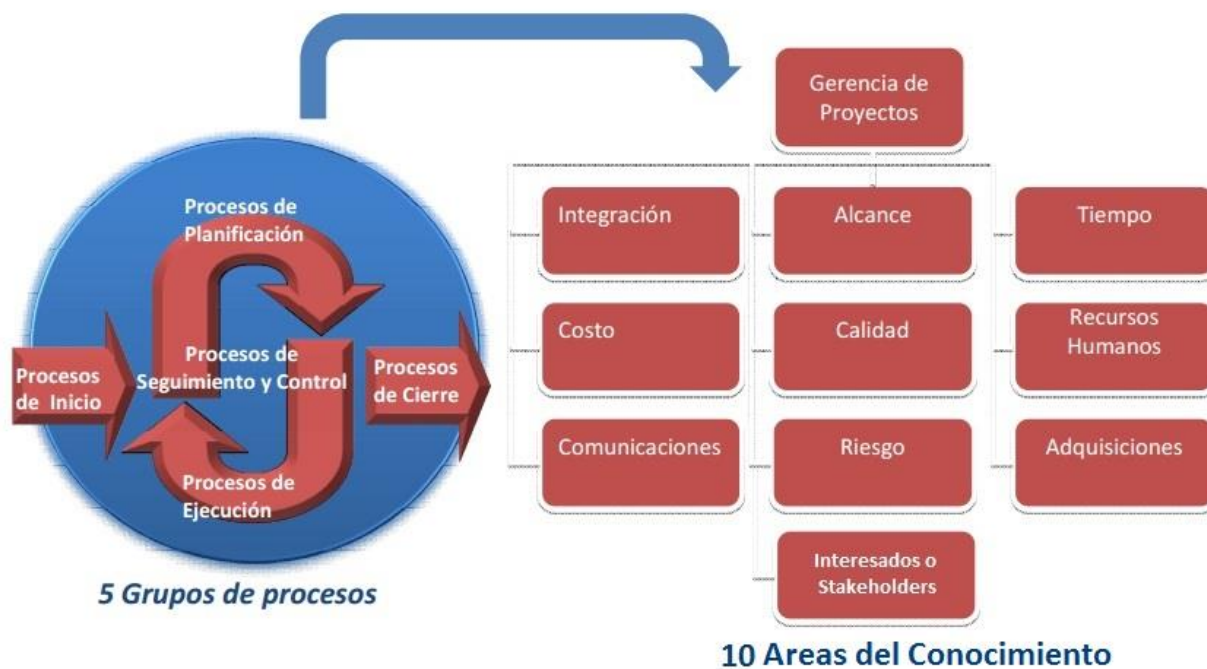 Procesos de
Planificación
Procesos de
Seguimiento y Control
Procesos
de Inicio
Procesos
de Cierre
Procesos de
Ejecución
5 Grupos de procesos
Gerencia de
Proyectos
Integración
Alcance
Tiempo
Costo
Calidad
Recursos
Humanos
Comunicaciones
Riesgo
Adquisiciones
Interesados o
Stakeholders
10 Areas del Conocimiento